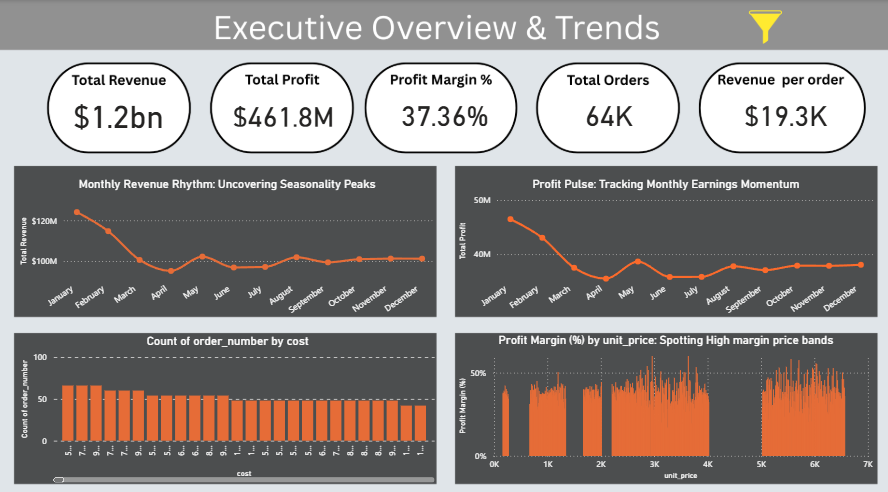 Executive Overview & Trends
Total Revenue
$1.2bn
Total Profit
$461.8M
Profit Margin %
37.36%
Total Orders
64K
Revenue per order
$19.3K
Monthly Revenue Rhythm: Uncovering Seasonality Peaks
Total Revenue
$120M
$100M
January
February
March
April
May
June
July
August
September
October
November
December
Profit Pulse: Tracking Monthly Earnings Momentum
Total Profit
50M
40M
January
February
March
April
May
June
July
August
September
October
November
December
Count of order_number by cost
Count of order_number
100
50
0
5...
7...
9...
7...
7...
9...
5...
5...
6...
6...
8...
9...
1...
5...
5...
5...
5...
6...
6...
8...
8...
8...
9...
1...
1...
cost
Profit Margin (%) by unit_price: Spotting High margin price bands
Profit Margin (%)
50%
0%
0K
1K
2K
3K
4K
5K
6K
7K
unit_price